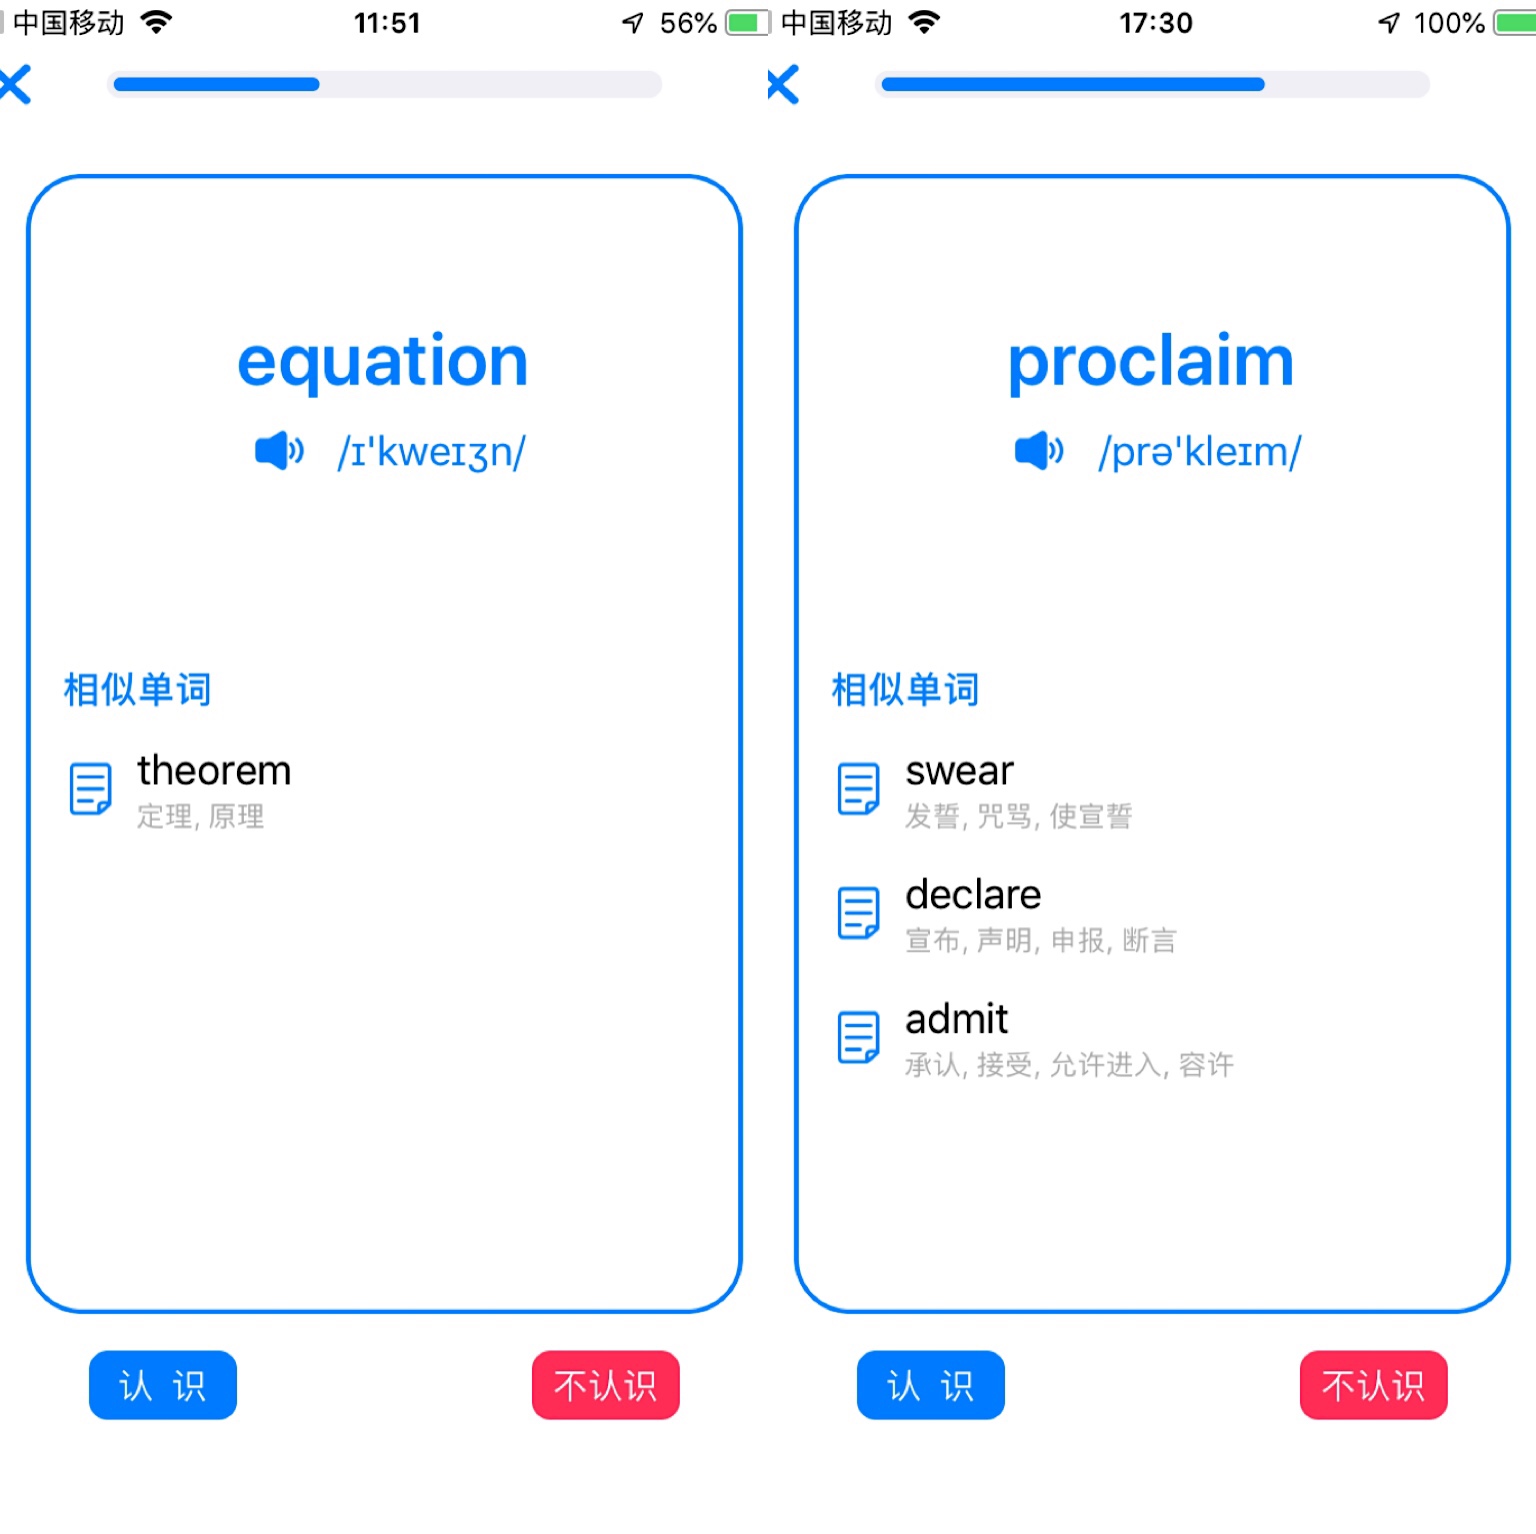 中国移动 11:51 56%
equation
/ɪ'kweɪʒn/
相似单词
theorem
定理, 原理
认 识 不认识
中国移动 17:30 100%
proclaim
/prə'kleɪm/
相似单词
swear
发誓, 咒骂, 使宣誓
declare
宣布, 声明, 申报, 断言
admit
承认, 接受, 允许进入, 容许
认 识 不认识